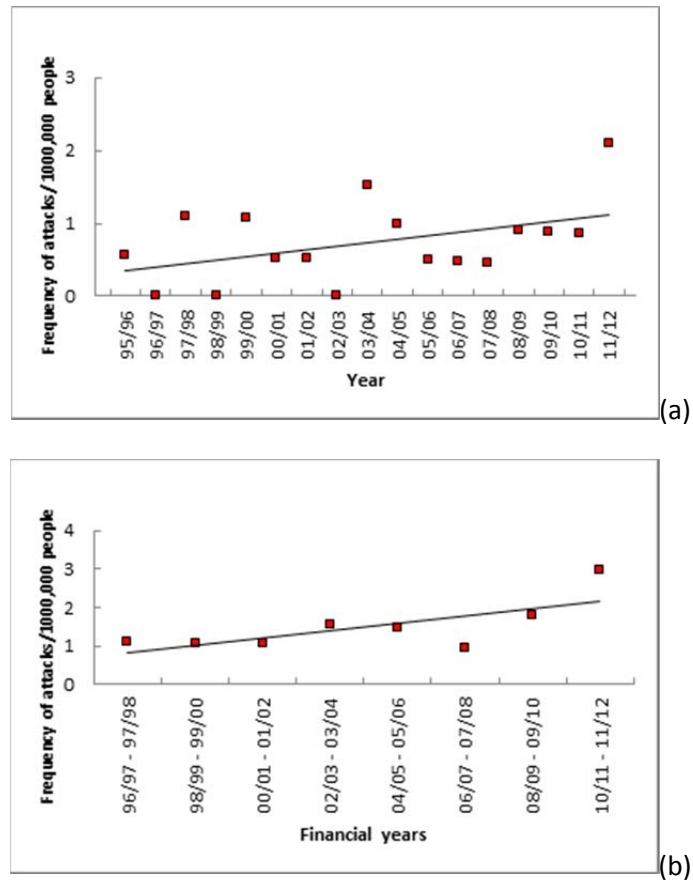 Frequency of attacks/1000,000 people
3
2
1
0
95/96
96/97
97/98
98/99
99/00
00/01
01/02
02/03
03/04
04/05
05/06
06/07
07/08
08/09
09/10
10/11
11/12
Year
(a)
Frequency of attacks/1000,000 people
4
3
2
1
0
96/97 - 97/98
98/99 - 99/00
00/01 - 01/02
02/03 - 03/04
04/05 - 05/06
06/07 - 07/08
08/09 - 09/10
10/11 - 11/12
Financial years
(b)